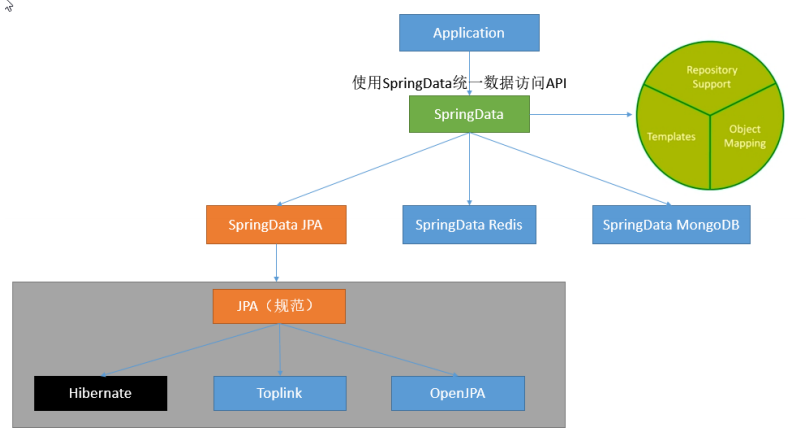 Application
使用SpringData统一数据访问API
SpringData
Repository
Support
Templates
Object
Mapping
SpringData JPA
SpringData Redis
SpringData MongoDB
JPA（规范）
Hibernate
Toplink
OpenJPA